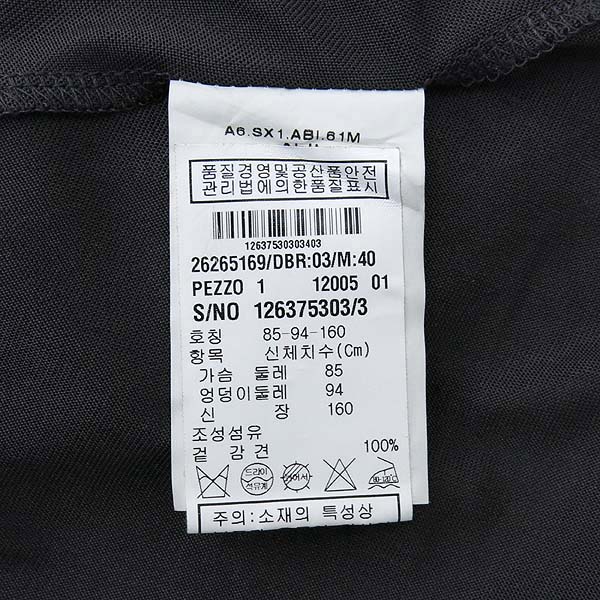 A6.SX1.ABI.61M
품질경영및공산품안전
관리법에의한품질표시
12637530303403
26265169/DBR:03/M:40
PEZZO 1 12005 01
S/NO 126375303/3
호칭 85-94-160
항목 신체치수(Cm)
가슴 둘레 85
엉덩이둘레 94
신 장 160
조성섬유
겉 감 견 100%
드라이
석유계
80-120℃
주의:소재의 특성상